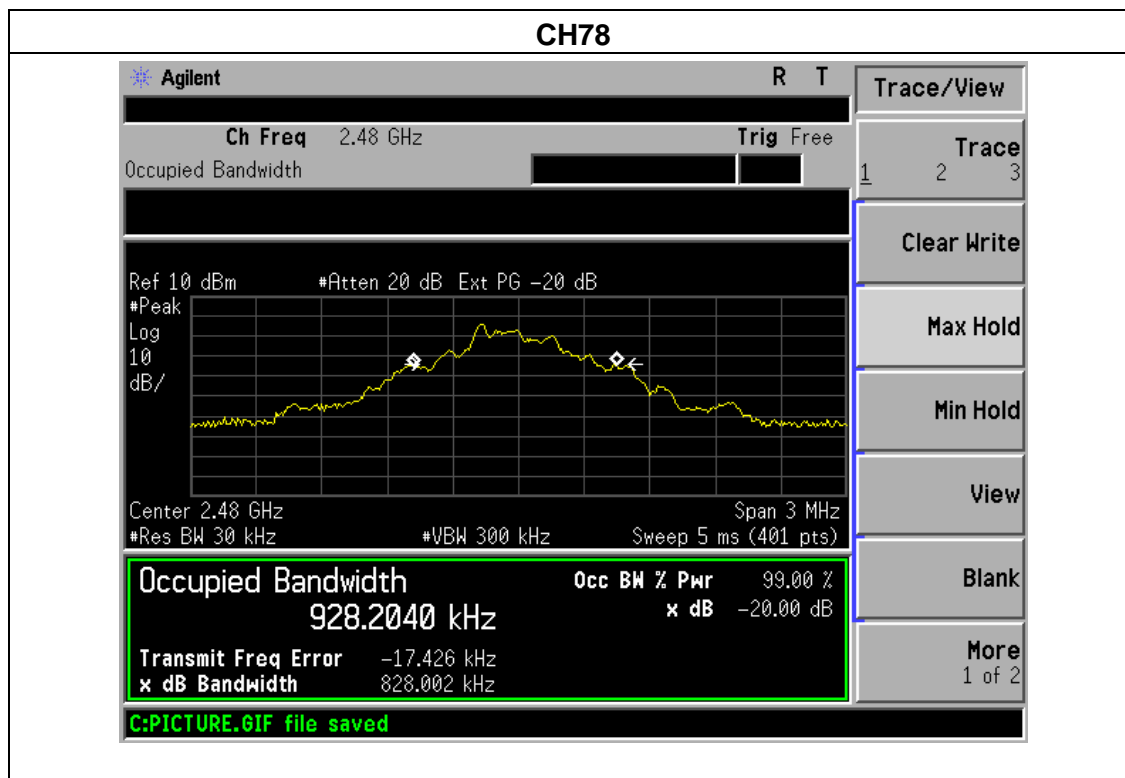 CH78
Agilent R T
Ch Freq 2.48 GHz Trig Free
Occupied Bandwidth
Ref 10 dBm #Atten 20 dB Ext PG -20 dB
#Peak
Log
10
dB/
Center 2.48 GHz Span 3 MHz
#Res BW 30 kHz #VBW 300 kHz Sweep 5 ms (401 pts)
Occupied Bandwidth Occ BW % Pwr 99.00 %
928.2040 kHz x dB -20.00 dB
Transmit Freq Error -17.426 kHz
x dB Bandwidth 828.002 kHz
C:PICTURE.GIF file saved
Trace/View
Trace
1 2 3
Clear Write
Max Hold
Min Hold
View
Blank
More
1 of 2